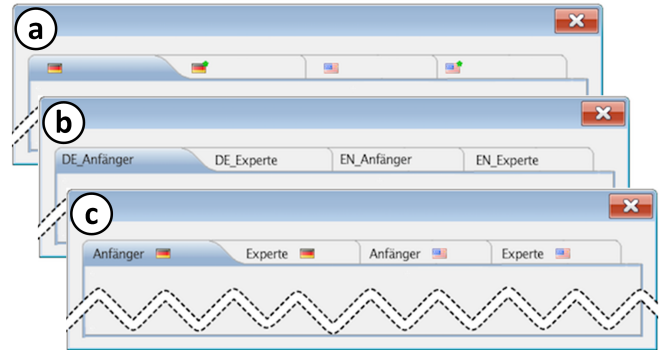 a
b
DE_Anfänger DE_Experte EN_Anfänger EN_Experte
c
Anfänger Experte Anfänger Experte